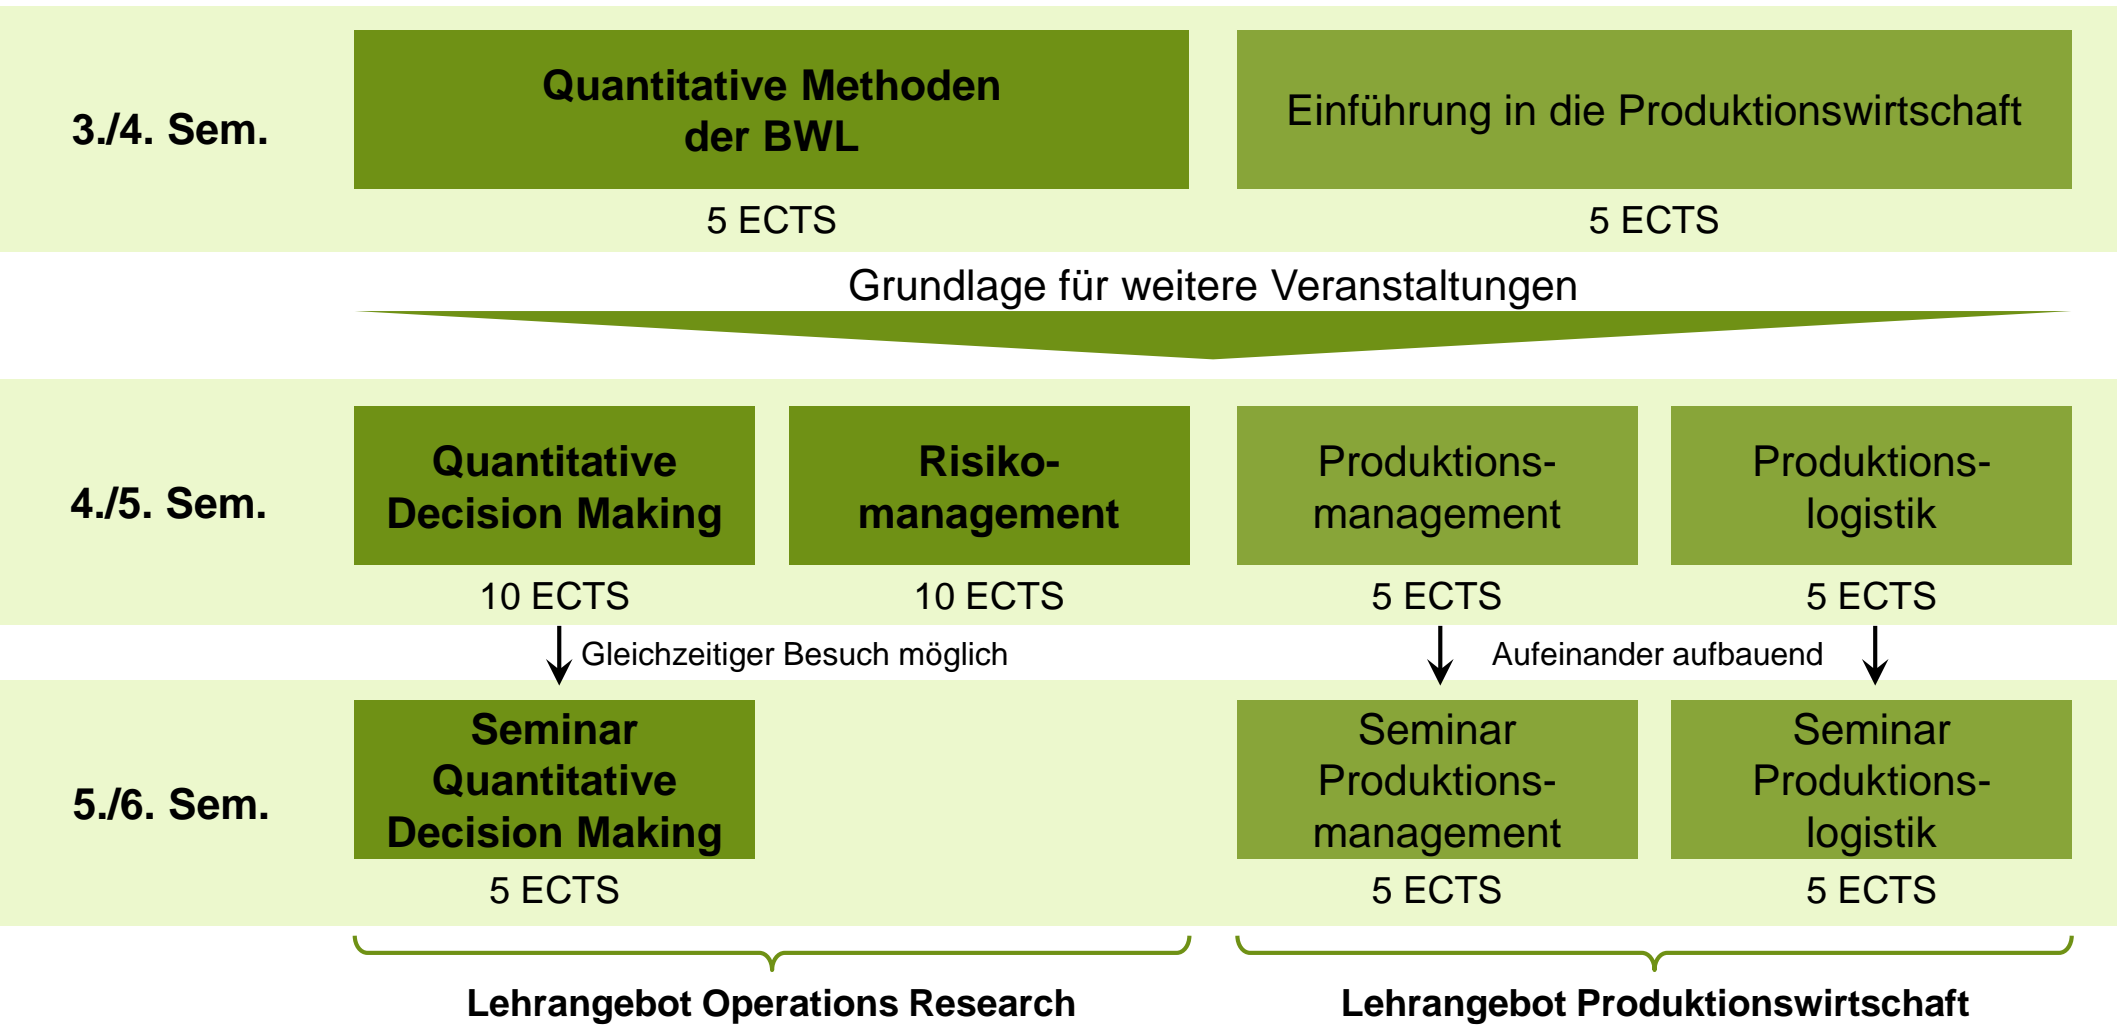 3./4. Sem.
Quantitative Methoden
der BWL
5 ECTS
Einführung in die Produktionswirtschaft
5 ECTS
Grundlage für weitere Veranstaltungen
4./5. Sem.
Quantitative
Decision Making
10 ECTS
Risiko-
management
10 ECTS
Produktions-
management
5 ECTS
Produktions-
logistik
5 ECTS
Gleichzeitiger Besuch möglich
Aufeinander aufbauend
5./6. Sem.
Seminar
Quantitative
Decision Making
5 ECTS
Seminar
Produktions-
management
5 ECTS
Seminar
Produktions-
logistik
5 ECTS
Lehrangebot Operations Research
Lehrangebot Produktionswirtschaft